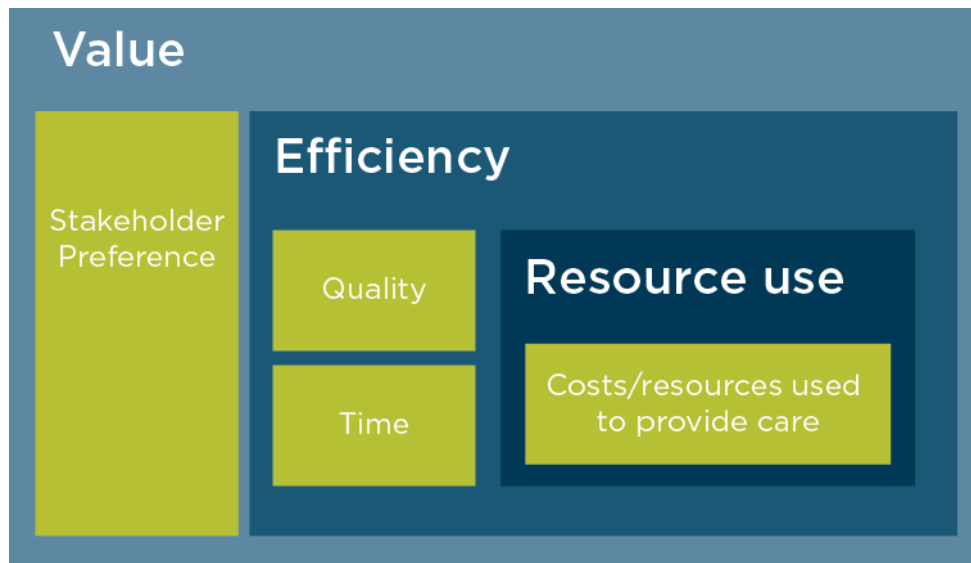 Value
Stakeholder
Preference
Efficiency
Quality
Time
Resource use
Costs/resources used
to provide care